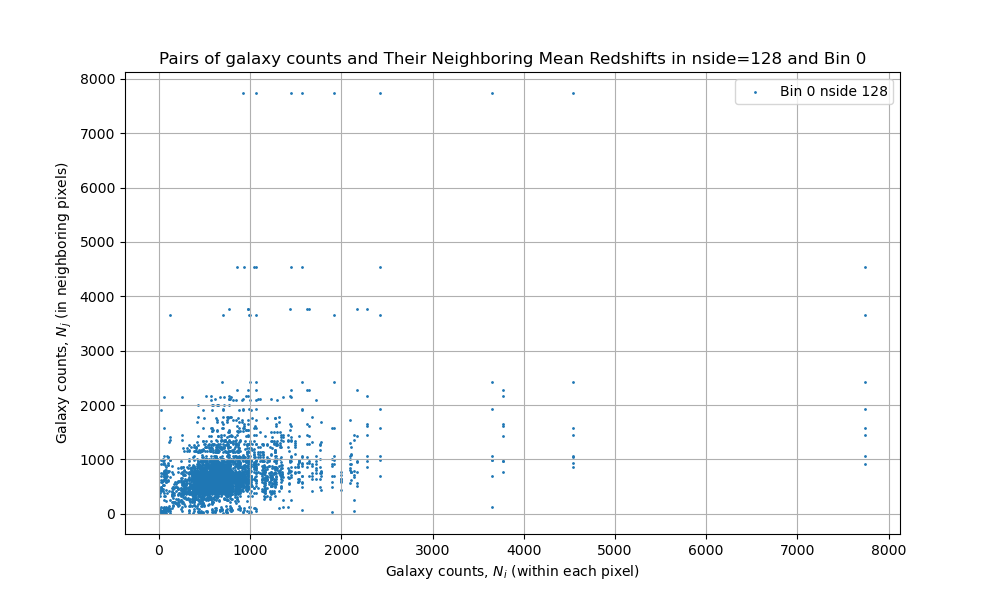 Pairs of galaxy counts and Their Neighboring Mean Redshifts in nside=128 and Bin 0
Bin 0 nside 128
8000
7000
6000
5000
4000
3000
2000
1000
0
Galaxy counts, Nj (in neighboring pixels)
0 1000 2000 3000 4000 5000 6000 7000 8000
Galaxy counts, Ni (within each pixel)